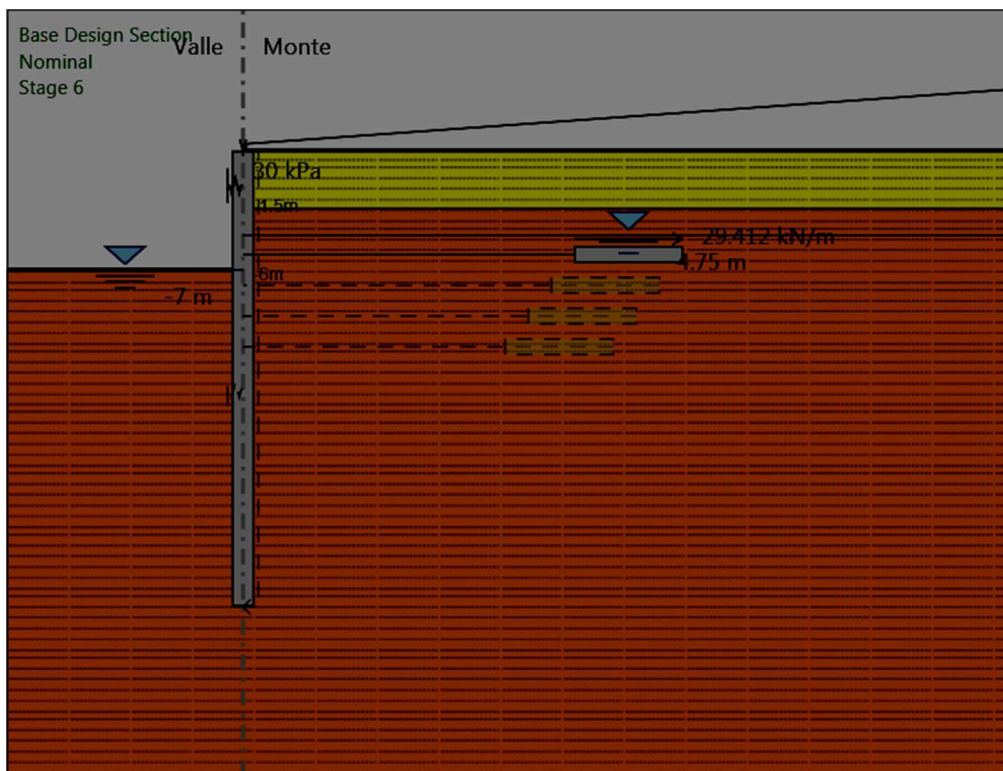 Base Design Section
Nominal
Stage 6
Valle
Monte
30 kPa
1.5m
29.412 kN/m
4.75 m
-6m
-7 m